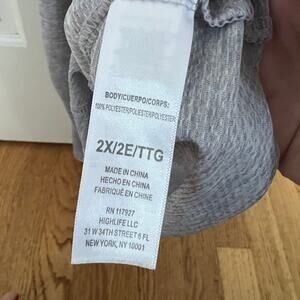 BODY/CUERPO/CORPS:
100% POLYESTER/POLIESTER/POLYESTER
2X/2E/TTG
MADE IN CHINA
HECHO EN CHINA
FABRIQUÉ EN CHINE
RN 117927
HIGHLIFE LLC
31 W 34TH STREET 6 FL
NEW YORK, NY 10001